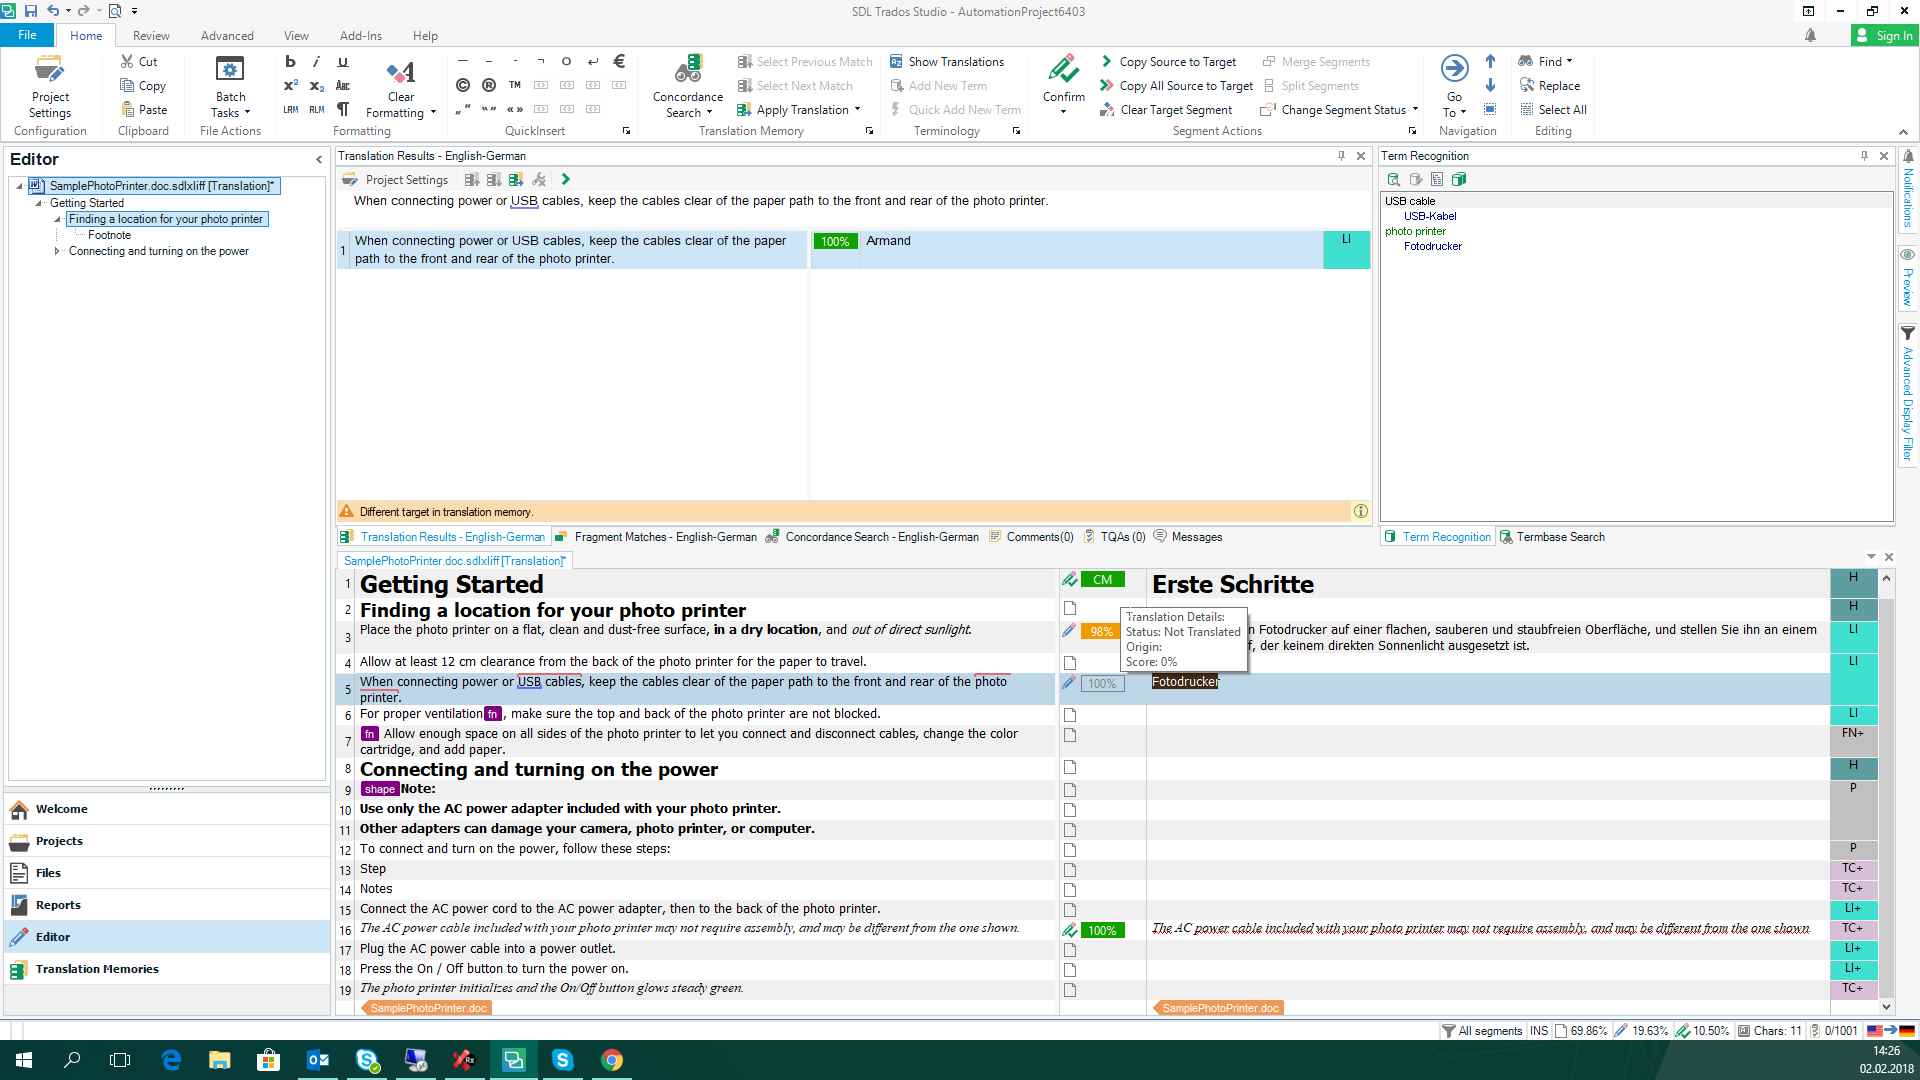 SDL Trados Studio - AutomationProject6403
File
Home
Review
Advanced
View
Add-Ins
Help
Sign In
Project Settings
Configuration
Cut
Copy
Paste
Clipboard
Batch Tasks
File Actions
b i u
x² x₂ Abc
LRM RLM ¶
Clear Formatting
Formatting
© ® TM
€
QuickInsert
Concordance Search
Select Previous Match
Select Next Match
Apply Translation
Translation Memory
Show Translations
Add New Term
Quick Add New Term
Terminology
Confirm
Copy Source to Target
Copy All Source to Target
Clear Target Segment
Merge Segments
Split Segments
Change Segment Status
Segment Actions
Go To
Navigation
Find
Replace
Select All
Editing
Editor
SamplePhotoPrinter.doc.sdlxliff [Translation]*
Getting Started
Finding a location for your photo printer
Footnote
Connecting and turning on the power
Welcome
Projects
Files
Reports
Editor
Translation Memories
Translation Results - English-German
Project Settings
When connecting power or USB cables, keep the cables clear of the paper path to the front and rear of the photo printer.
1 When connecting power or USB cables, keep the cables clear of the paper path to the front and rear of the photo printer. 100% Armand LI
Different target in translation memory.
Translation Results - English-German
Fragment Matches - English-German
Concordance Search - English-German
Comments(0)
TQAs (0)
Messages
Term Recognition
USB cable
USB-Kabel
photo printer
Fotodrucker
Term Recognition
Termbase Search
Notifications
Preview
Advanced Display Filter
SamplePhotoPrinter.doc.sdlxliff [Translation]*
1 Getting Started CM Erste Schritte H
2 Finding a location for your photo printer H
3 Place the photo printer on a flat, clean and dust-free surface, in a dry location, and out of direct sunlight. 98% n Fotodrucker auf einer flachen, sauberen und staubfreien Oberfläche, und stellen Sie ihn an einem
f, der keinem direkten Sonnenlicht ausgesetzt ist. LI
Translation Details:
Status: Not Translated
Origin:
Score: 0%
4 Allow at least 12 cm clearance from the back of the photo printer for the paper to travel. LI
5 When connecting power or USB cables, keep the cables clear of the paper path to the front and rear of the photo
printer. 100% Fotodrucker
6 For proper ventilation fn , make sure the top and back of the photo printer are not blocked. LI
7 fn Allow enough space on all sides of the photo printer to let you connect and disconnect cables, change the color
cartridge, and add paper. FN+
8 Connecting and turning on the power H
9 shape Note: P
10 Use only the AC power adapter included with your photo printer.
11 Other adapters can damage your camera, photo printer, or computer.
12 To connect and turn on the power, follow these steps: P
13 Step TC+
14 Notes TC+
15 Connect the AC power cord to the AC power adapter, then to the back of the photo printer. LI+
16 The AC power cable included with your photo printer may not require assembly, and may be different from the one shown. 100% The AC power cable included with your photo printer may not require assembly, and may be different from the one shown. TC+
17 Plug the AC power cable into a power outlet. LI+
18 Press the On / Off button to turn the power on. LI+
19 The photo printer initializes and the On/Off button glows steady green. TC+
SamplePhotoPrinter.doc SamplePhotoPrinter.doc
All segments INS 69.86% 19.63% 10.50% Chars: 11 0/1001
14:26
02.02.2018